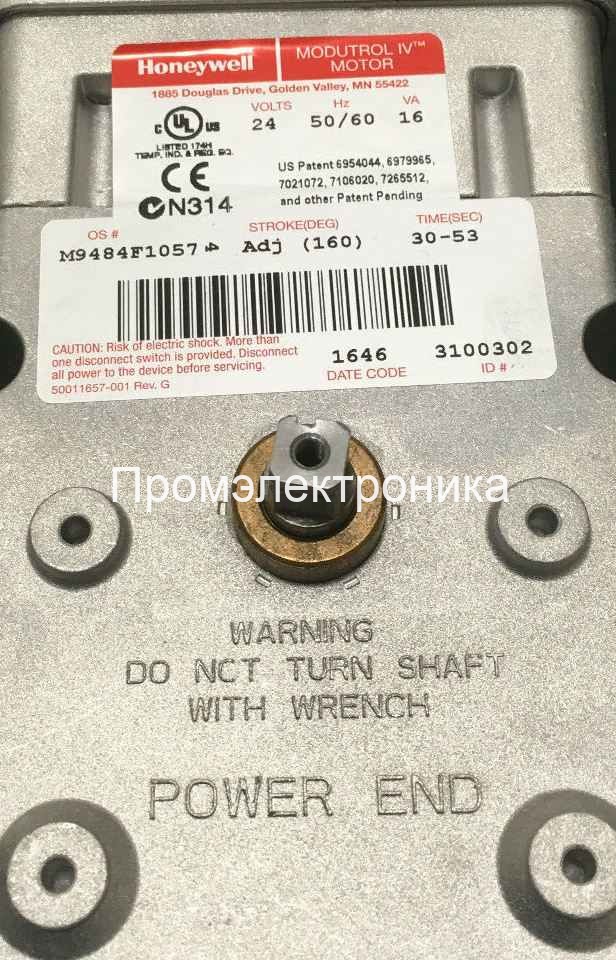 Honeywell
MODUTROL IV™
MOTOR
1885 Douglas Drive, Golden Valley, MN 55422
VOLTS Hz VA
24 50/60 16
C UL US
LISTED 174H
TEMP. IND. & REG. EQ.
CE
N314
US Patent 6954044, 6979965,
7021072, 7106020, 7265512,
and other Patent Pending
OS # STROKE(DEG) TIME(SEC)
M9484F1057 Adj (160) 30-53
CAUTION: Risk of electric shock. More than
one disconnect switch is provided. Disconnect
all power to the device before servicing.
50011657-001 Rev. G
1646 3100302
DATE CODE ID #
Промэлектроника
WARNING
DO NCT TURN SHAFT
WITH WRENCH
POWER END